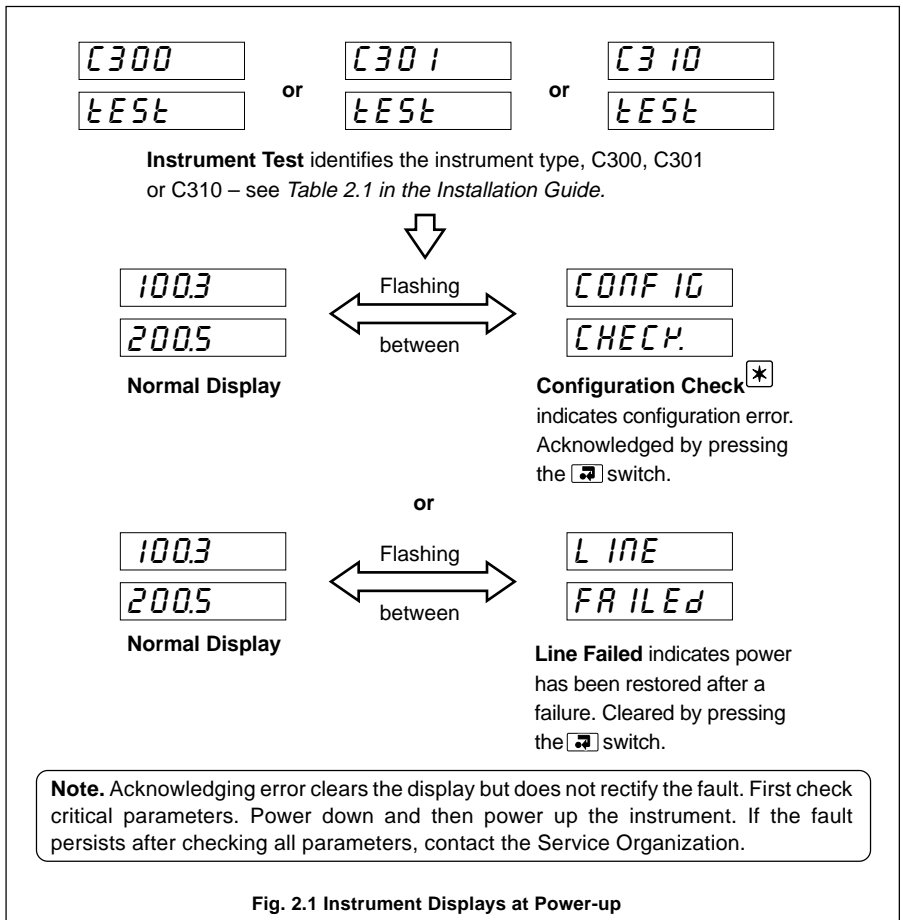 C300 C301 C310
or or
tESt tESt tESt
Instrument Test identifies the instrument type, C300, C301
or C310 – see Table 2.1 in the Installation Guide.
100.3 Flashing CONFIG
200.5 between CHECK.
Normal Display
Configuration Check *
indicates configuration error.
Acknowledged by pressing
the switch.
or
100.3 Flashing LINE
200.5 between FAILEd
Normal Display
Line Failed indicates power
has been restored after a
failure. Cleared by pressing
the switch.
Note. Acknowledging error clears the display but does not rectify the fault. First check
critical parameters. Power down and then power up the instrument. If the fault
persists after checking all parameters, contact the Service Organization.
Fig. 2.1 Instrument Displays at Power-up